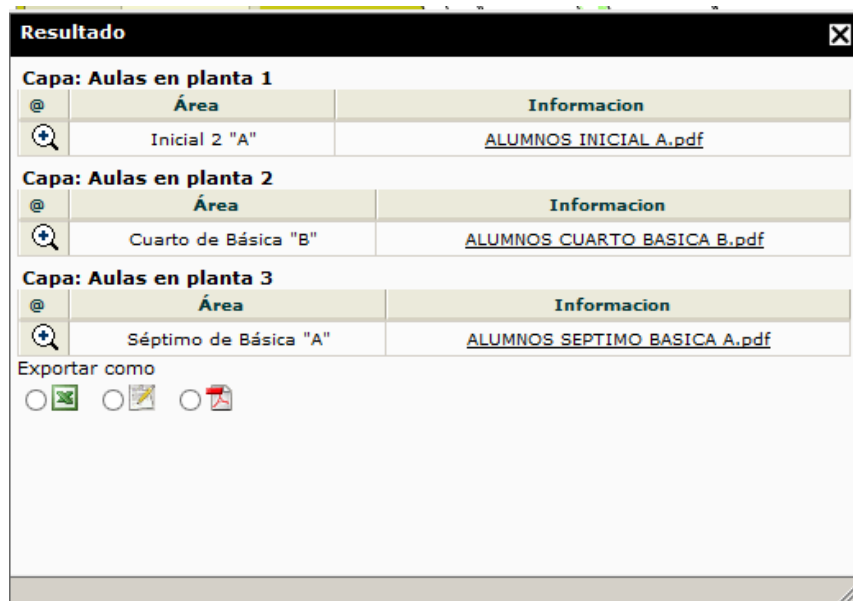 Resultado
Capa: Aulas en planta 1
@ Área Informacion
Inicial 2 "A" ALUMNOS INICIAL A.pdf
Capa: Aulas en planta 2
@ Área Informacion
Cuarto de Básica "B" ALUMNOS CUARTO BASICA B.pdf
Capa: Aulas en planta 3
@ Área Informacion
Séptimo de Básica "A" ALUMNOS SEPTIMO BASICA A.pdf
Exportar como